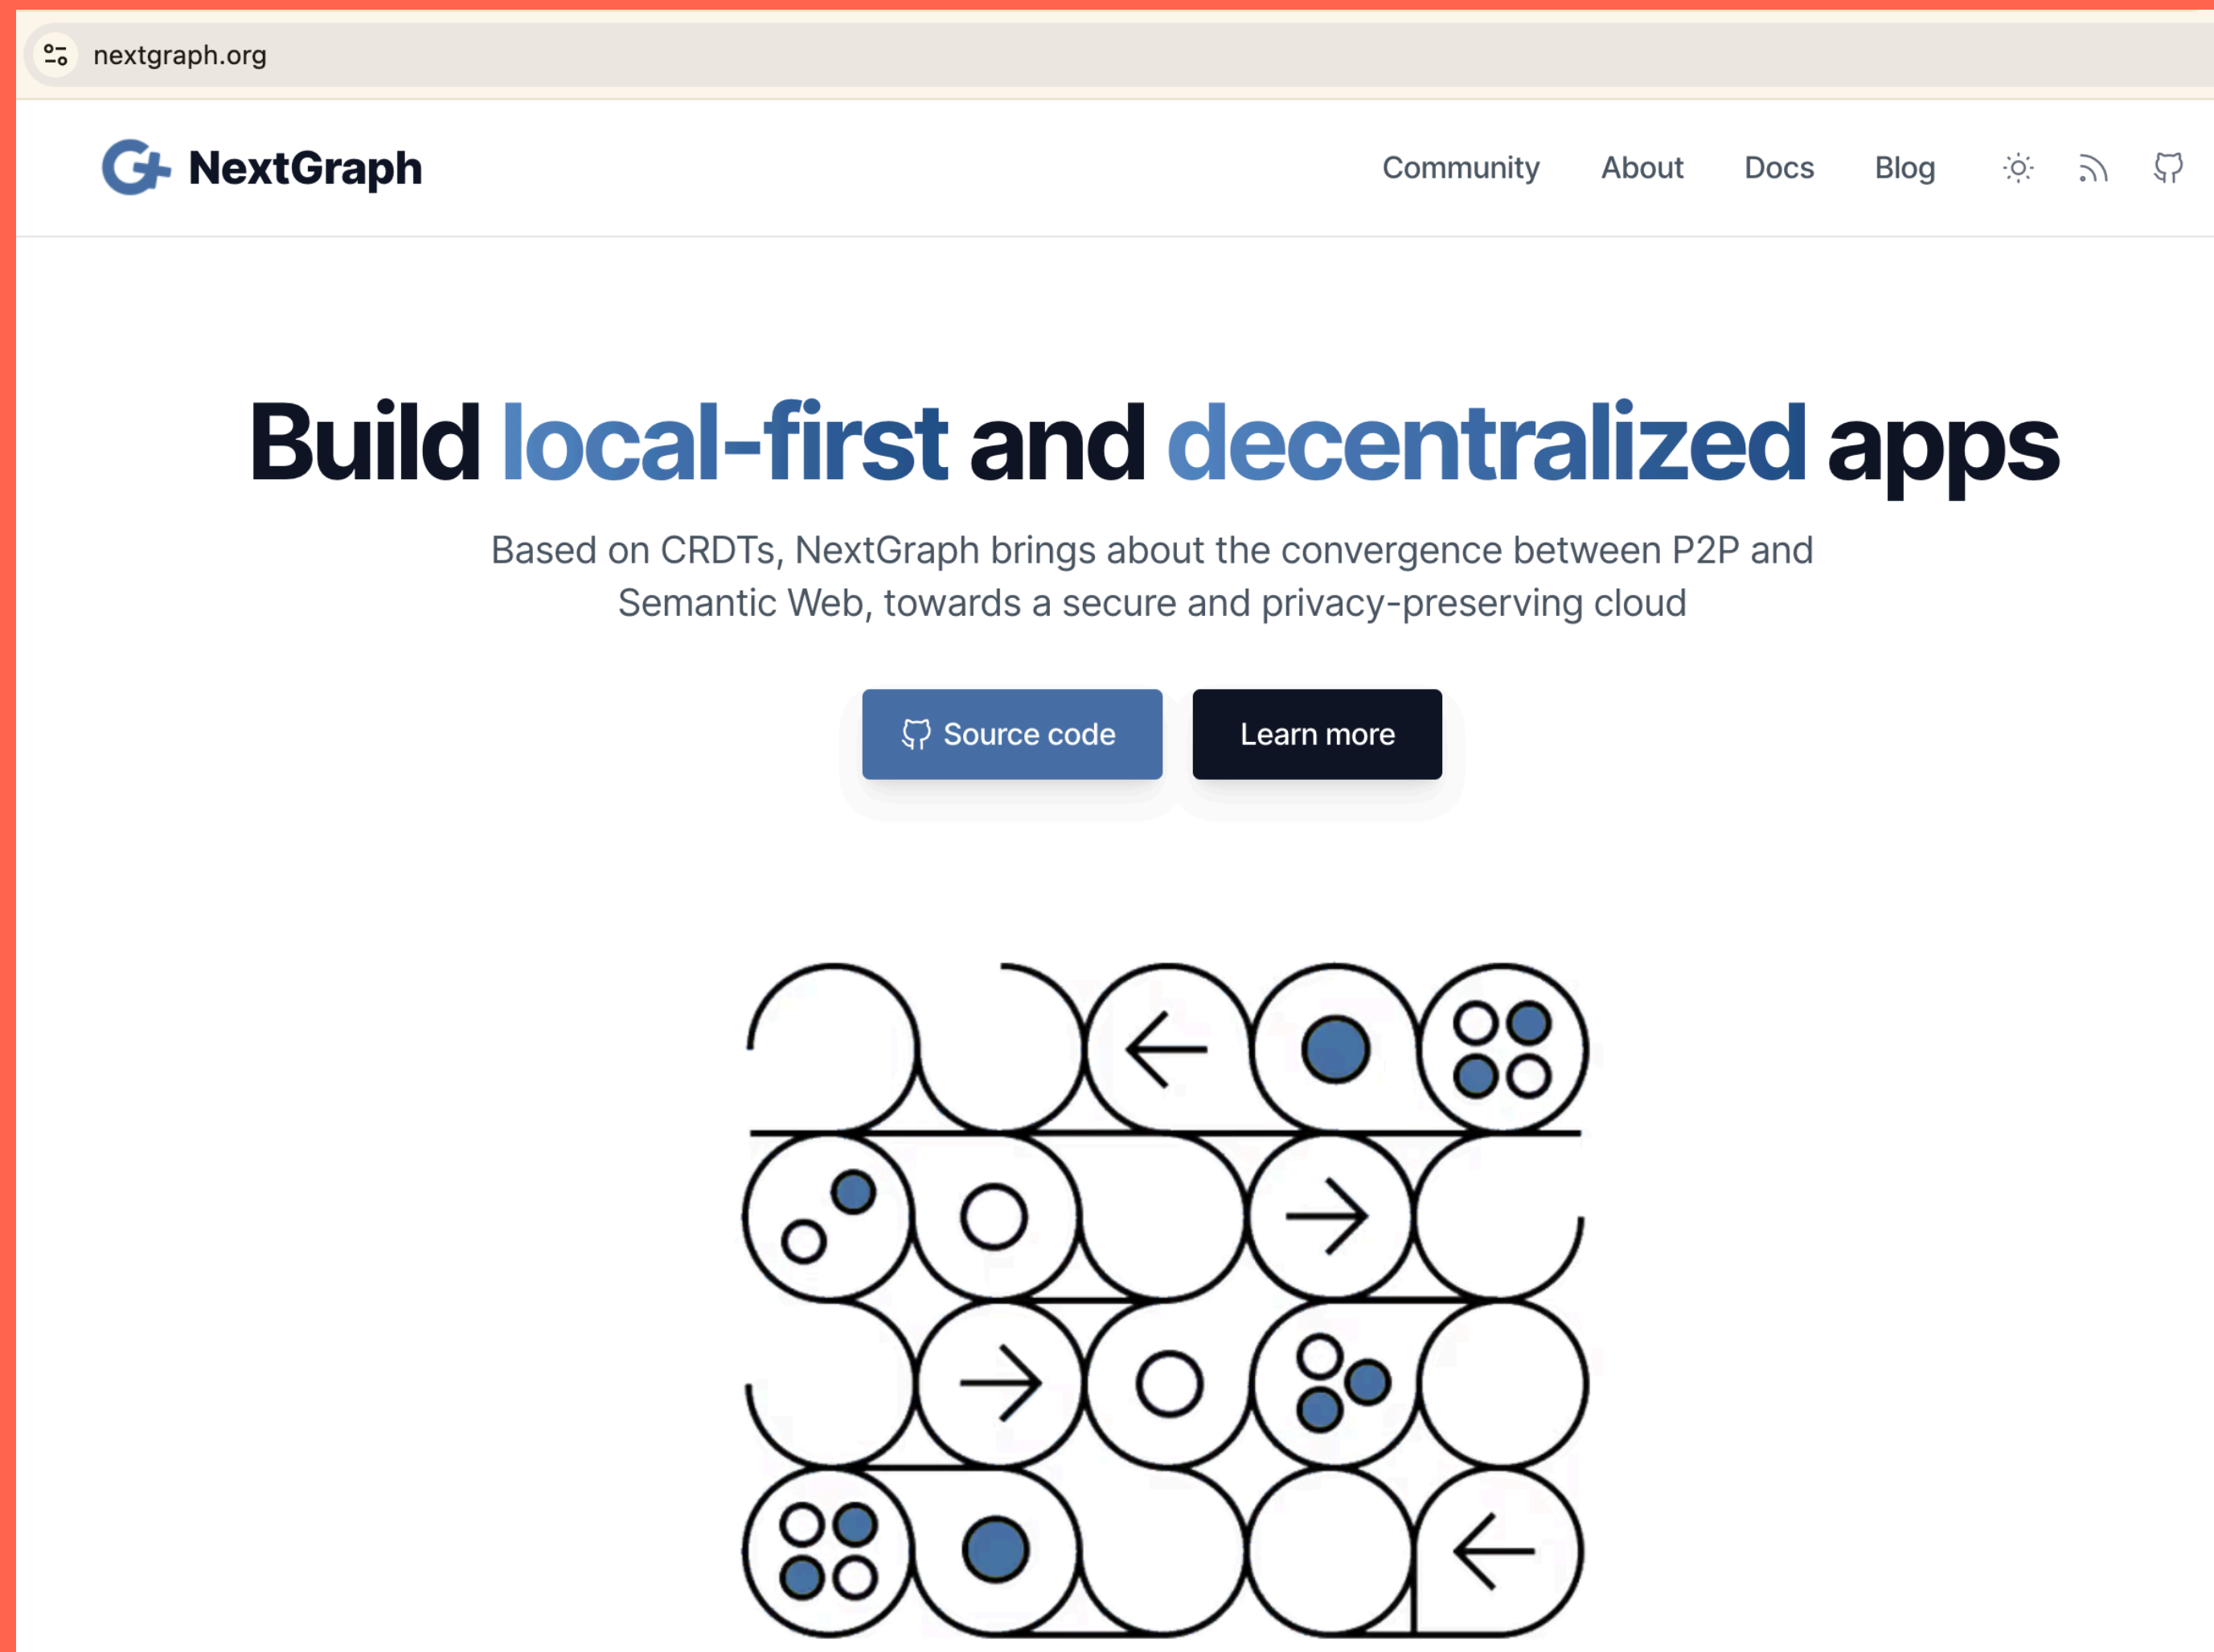 nextgraph.org
NextGraph
Community About Docs Blog
Build local-first and decentralized apps
Based on CRDTs, NextGraph brings about the convergence between P2P and
Semantic Web, towards a secure and privacy-preserving cloud
Source code Learn more